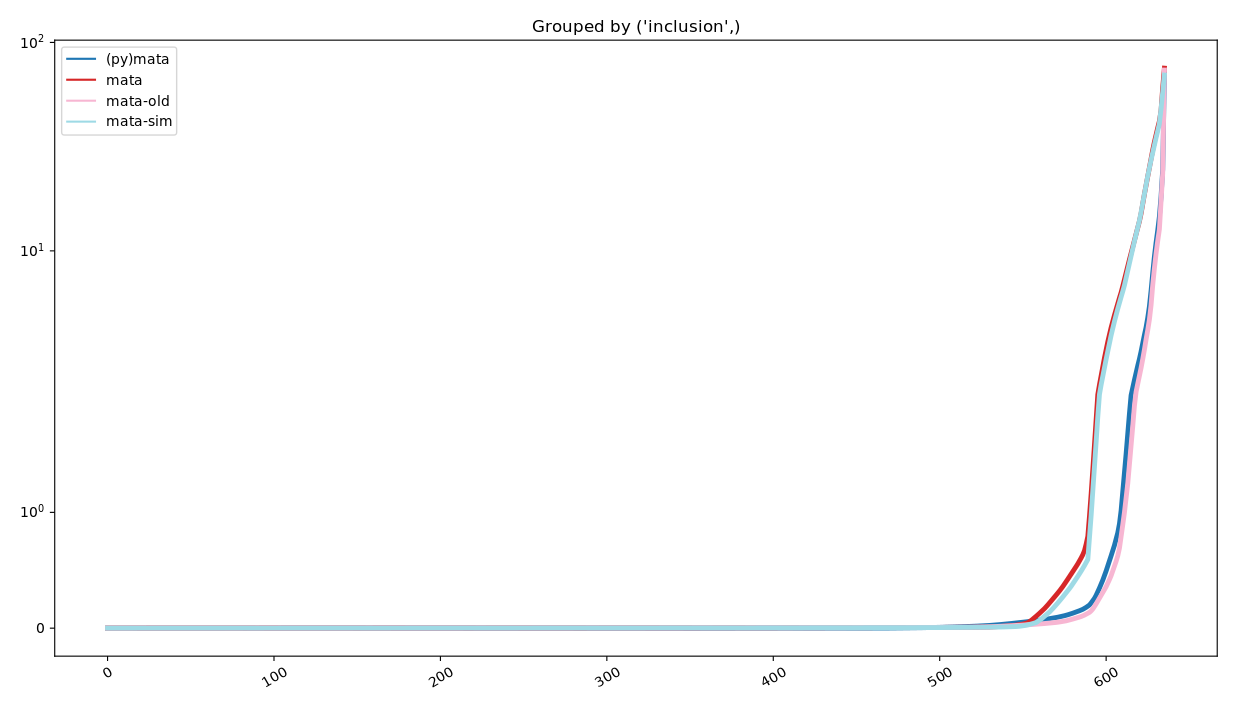 Grouped by ('inclusion',)
(py)mata
mata
mata-old
mata-sim
10²
10¹
10⁰
0
0
100
200
300
400
500
600